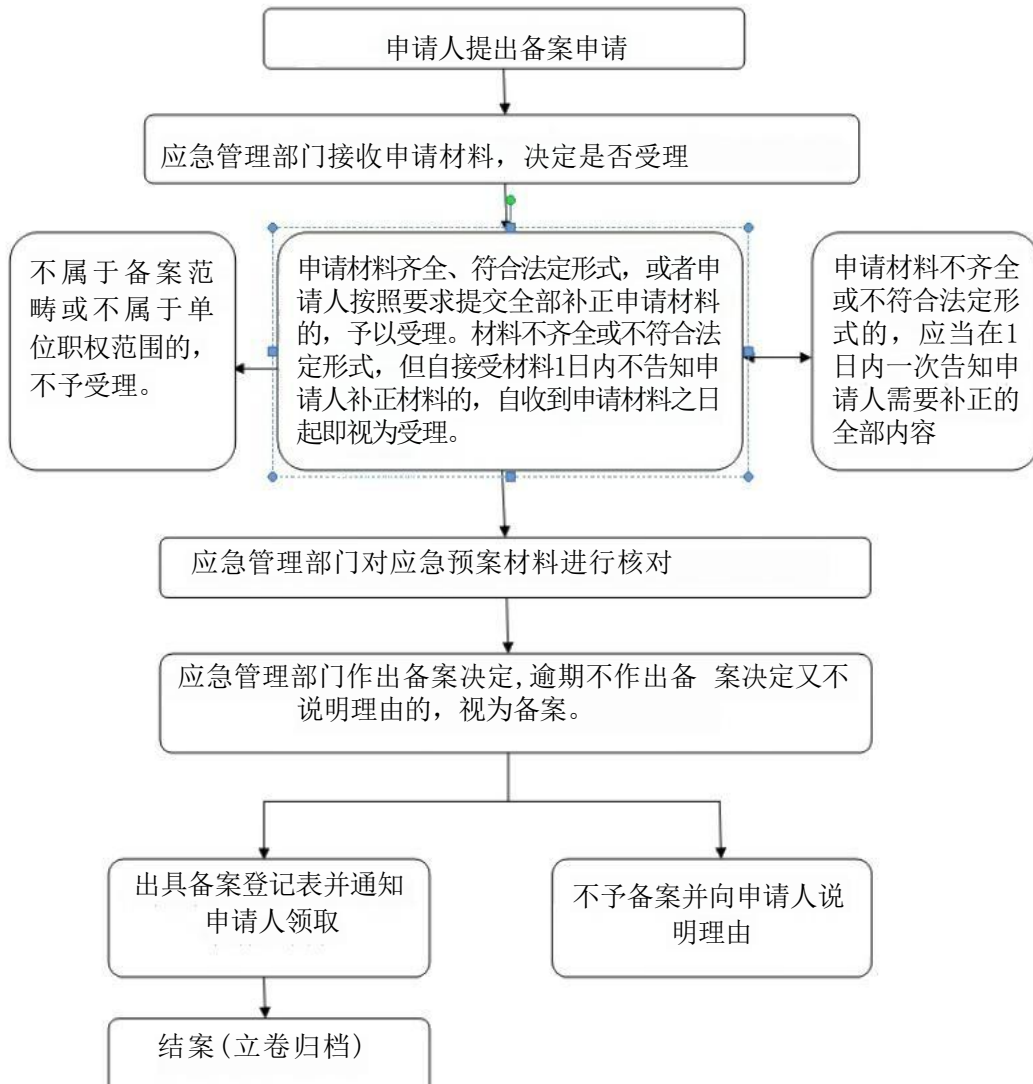 申请人提出备案申请
应急管理部门接收申请材料，决定是否受理
不属于备案范
畴或不属于单
位职权范围的，
不予受理。
申请材料齐全、符合法定形式，或者申
请人按照要求提交全部补正申请材料
的，予以受理。材料不齐全或不符合法
定形式，但自接受材料1日内不告知申
请人补正材料的，自收到申请材料之日
起即视为受理。
申请材料不齐全
或不符合法定形
式的，应当在1
日内一次告知申
请人需要补正的
全部内容
应急管理部门对应急预案材料进行核对
应急管理部门作出备案决定,逾期不作出备 案决定又不
说明理由的，视为备案。
出具备案登记表并通知
申请人领取
不予备案并向申请人说
明理由
结案(立卷归档)